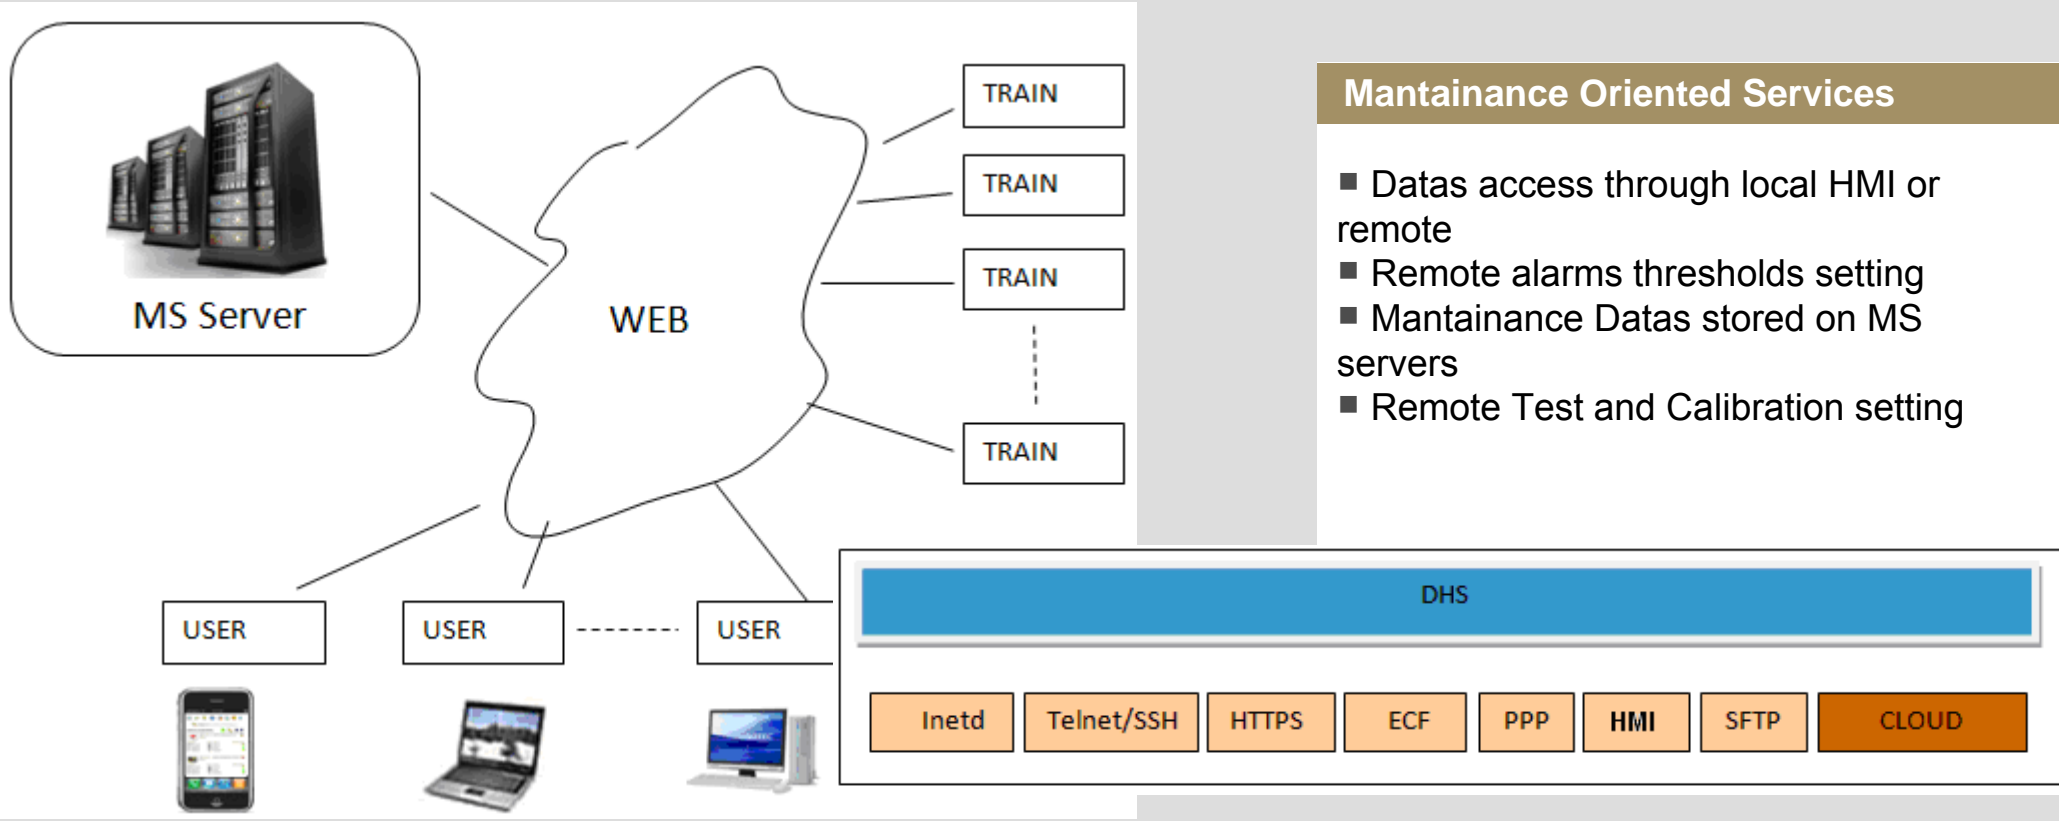 MS Server
WEB
TRAIN
TRAIN
TRAIN
TRAIN
USER
USER
USER
Mantainance Oriented Services
■ Datas access through local HMI or
remote
■ Remote alarms thresholds setting
■ Mantainance Datas stored on MS
servers
■ Remote Test and Calibration setting
DHS
Inetd
Telnet/SSH
HTTPS
ECF
PPP
HMI
SFTP
CLOUD